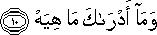 وَمَآ أَدْرَىٰكَ مَا هِيَهْ ۝١٠